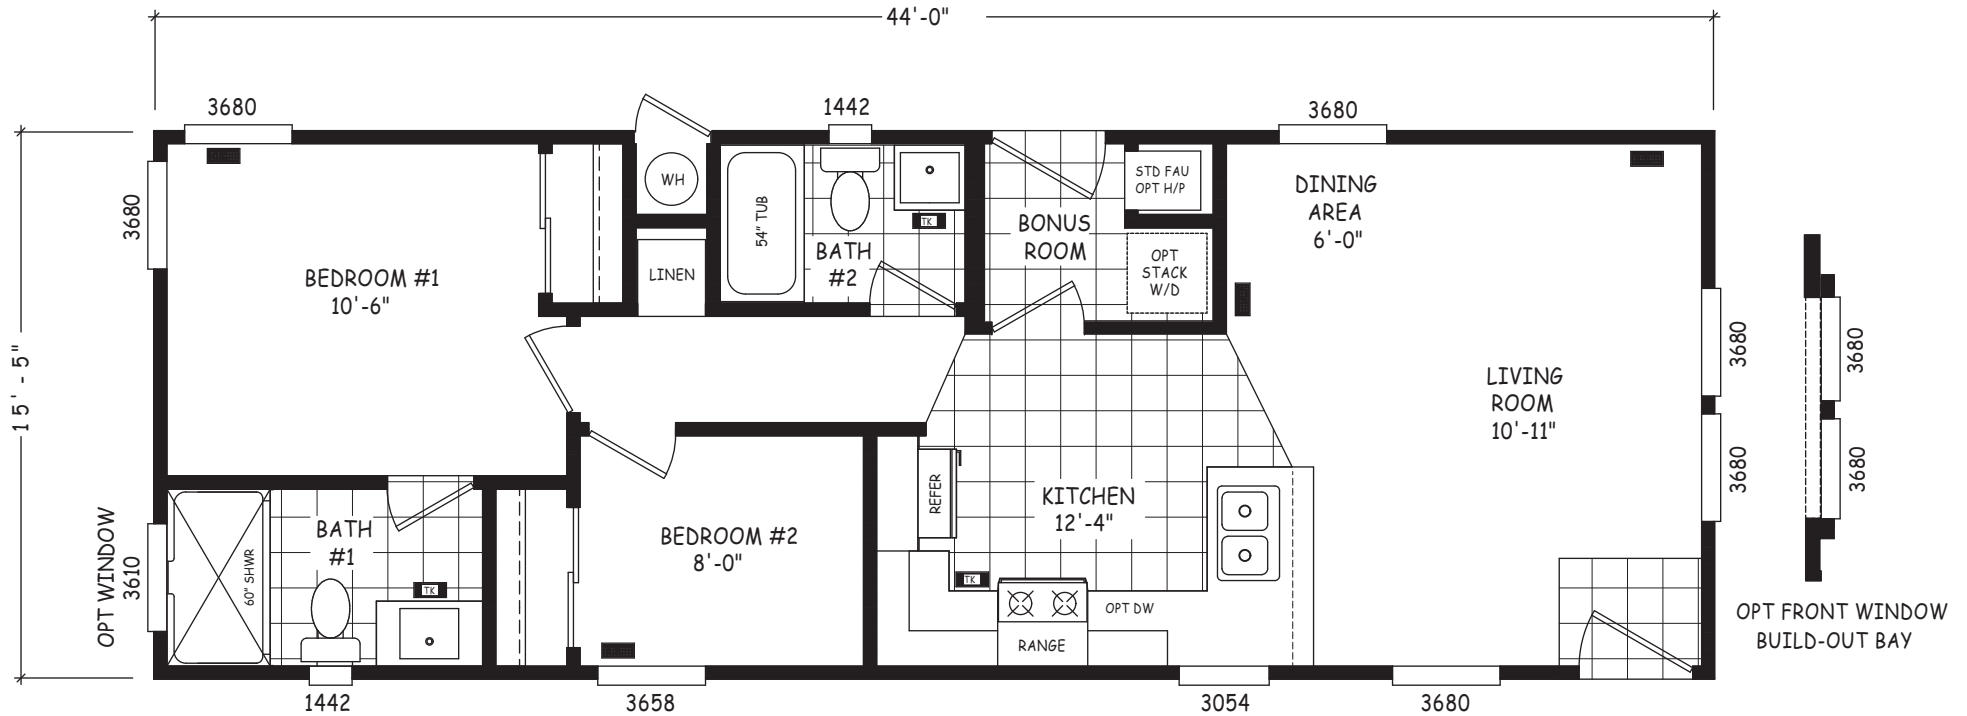 44'-0"
3680
1442
3680
15'-5"
3680
BEDROOM #1
10'-6"
WH
LINEN
54" TUB
TK
BATH
#2
BONUS
ROOM
STD FAU
OPT H/P
OPT
STACK
W/D
DINING
AREA
6'-0"
LIVING
ROOM
10'-11"
3680
3680
3680
3680
OPT WINDOW
3610
60" SHWR
BATH
#1
TK
BEDROOM #2
8'-0"
REFER
KITCHEN
12'-4"
TK
RANGE
OPT DW
OPT FRONT WINDOW
BUILD-OUT BAY
1442
3658
3054
3680